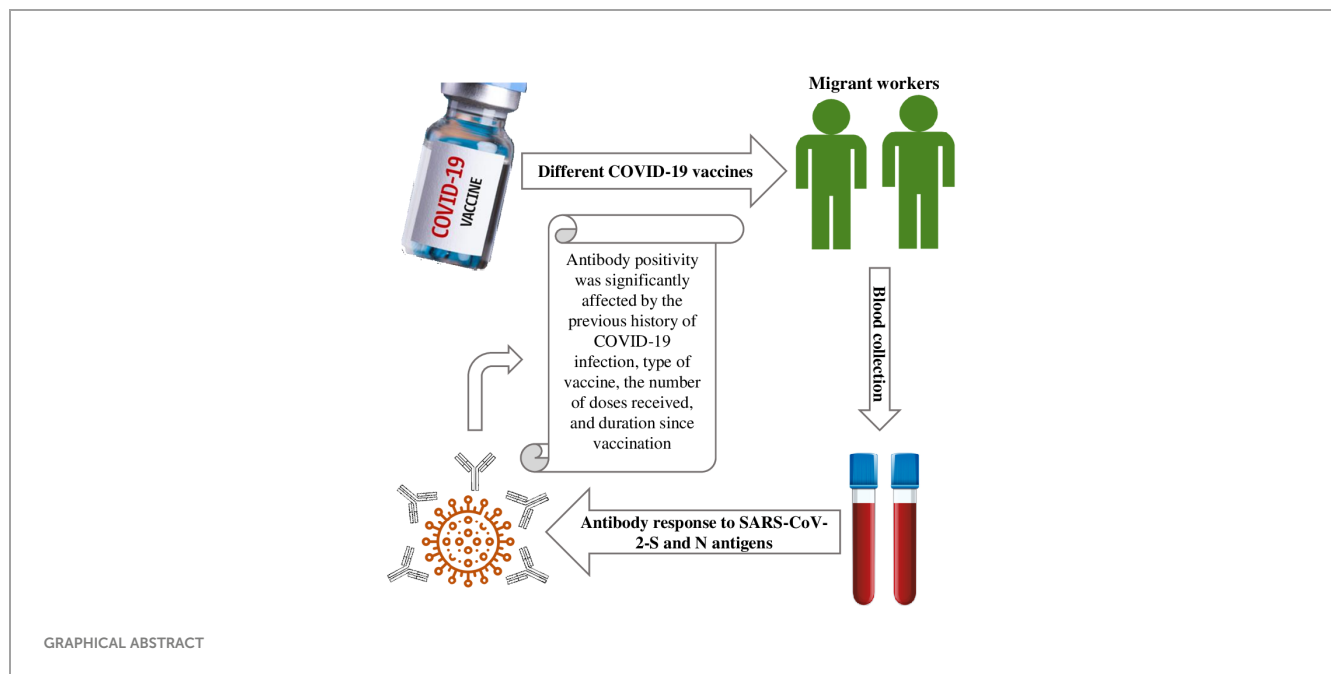 Migrant workers
COVID-19
VACCINE
Different COVID-19 vaccines
Antibody positivity
was significantly
affected by the
previous history of
COVID-19
infection, type of
vaccine, the number
of doses received,
and duration since
vaccination
Blood collection
Antibody response to SARS-CoV-
2-S and N antigens
GRAPHICAL ABSTRACT